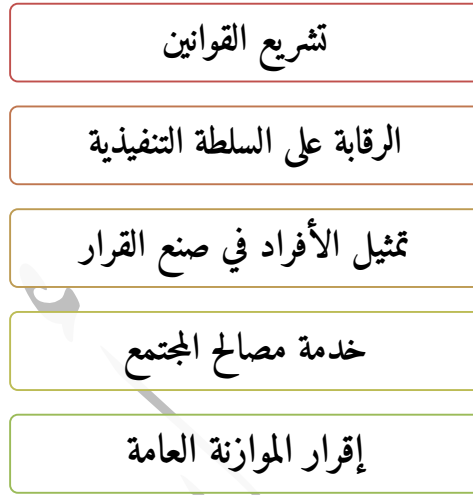 تشريع القوانين
الرقابة على السلطة التنفيذية
تمثيل الأفراد في صنع القرار
خدمة مصالح المجتمع
إقرار الموازنة العامة